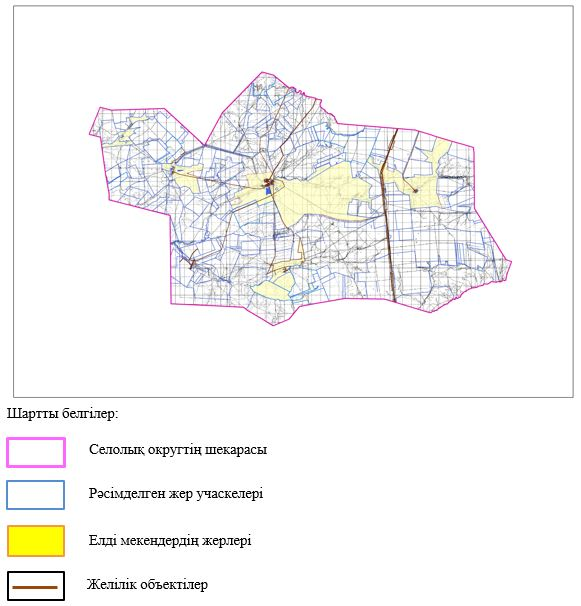 Шартты белгілер:
Селолық округтің шекарасы
Рәсімделген жер учаскелері
Елді мекендердің жерлері
Желілік объектілер